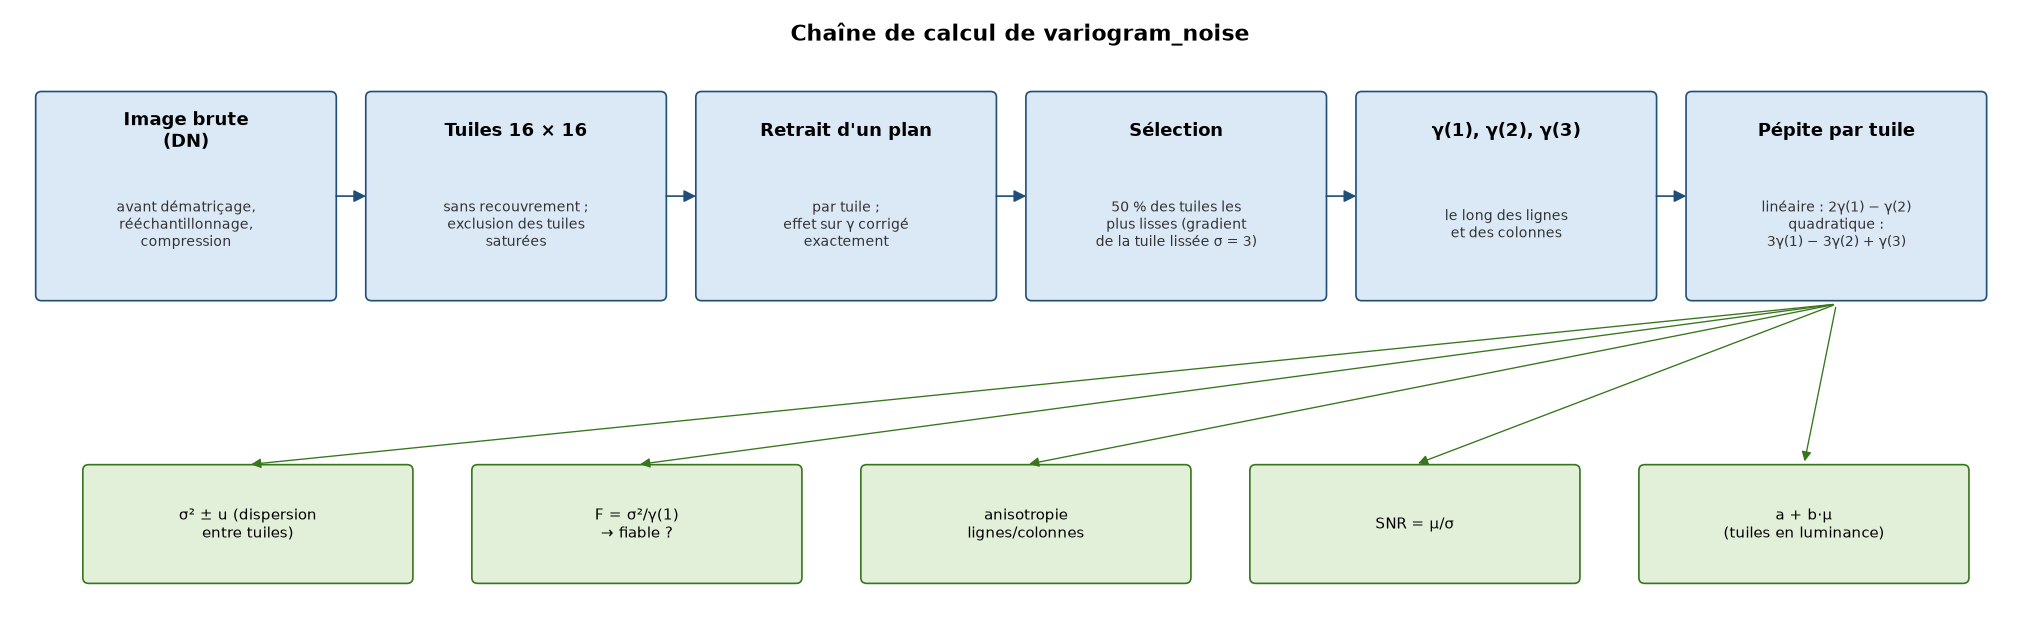 Chaîne de calcul de variogram_noise
Image brute
(DN)
avant dématriçage,
rééchantillonnage,
compression
Tuiles 16 × 16
sans recouvrement ;
exclusion des tuiles
saturées
Retrait d'un plan
par tuile ;
effet sur γ corrigé
exactement
Sélection
50 % des tuiles les
plus lisses (gradient
de la tuile lissée σ = 3)
γ(1), γ(2), γ(3)
le long des lignes
et des colonnes
Pépite par tuile
linéaire : 2γ(1) − γ(2)
quadratique :
3γ(1) − 3γ(2) + γ(3)
σ² ± u (dispersion
entre tuiles)
F = σ²/γ(1)
→ fiable ?
anisotropie
lignes/colonnes
SNR = μ/σ
a + b·μ
(tuiles en luminance)